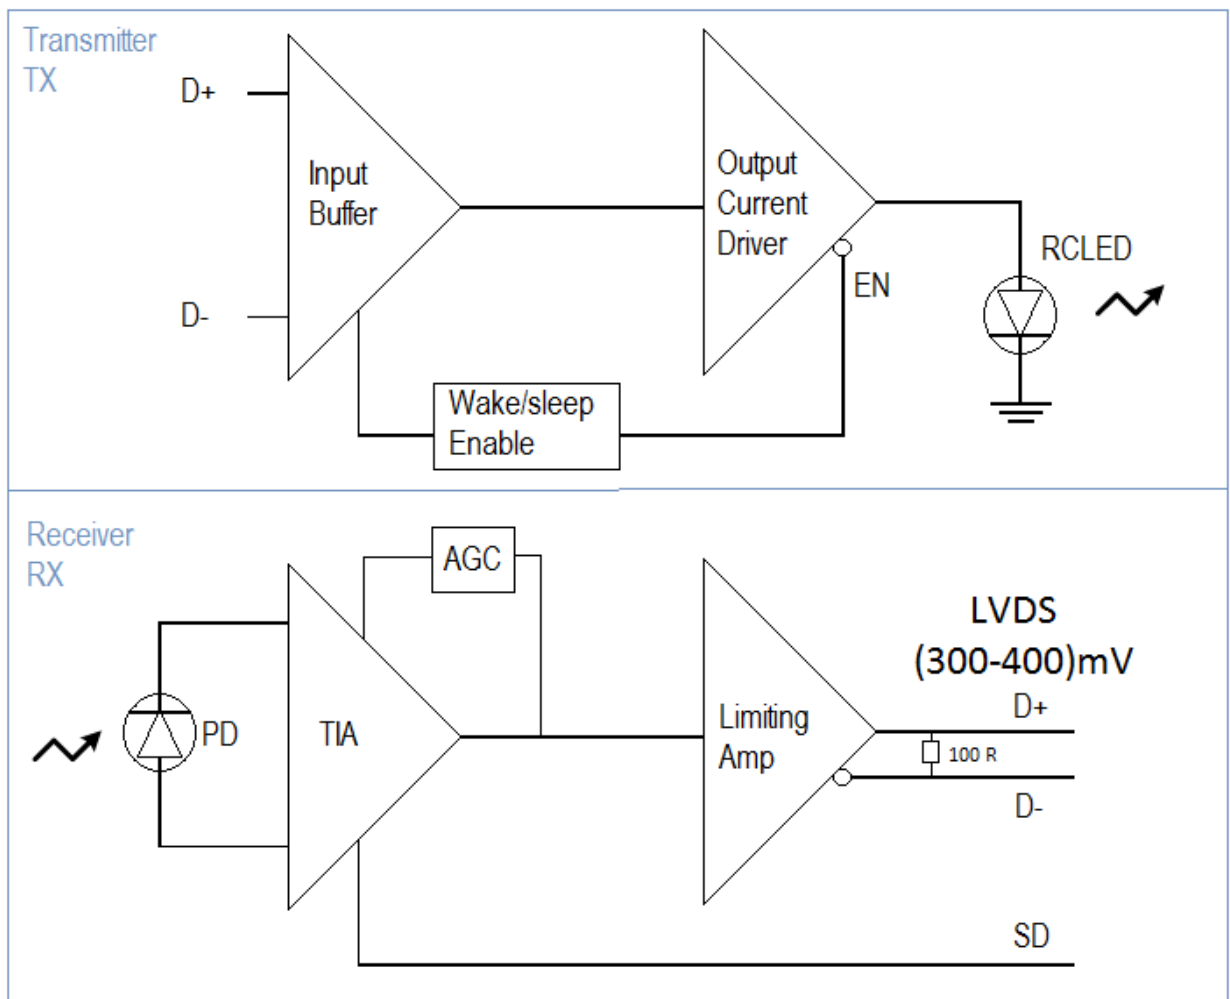 Transmitter
TX
D+
Input
Buffer
D-
Output
Current
Driver
EN
RCLED
Wake/sleep
Enable
Receiver
RX
AGC
PD
TIA
Limiting
Amp
LVDS
(300-400)mV
D+
100 R
D-
SD